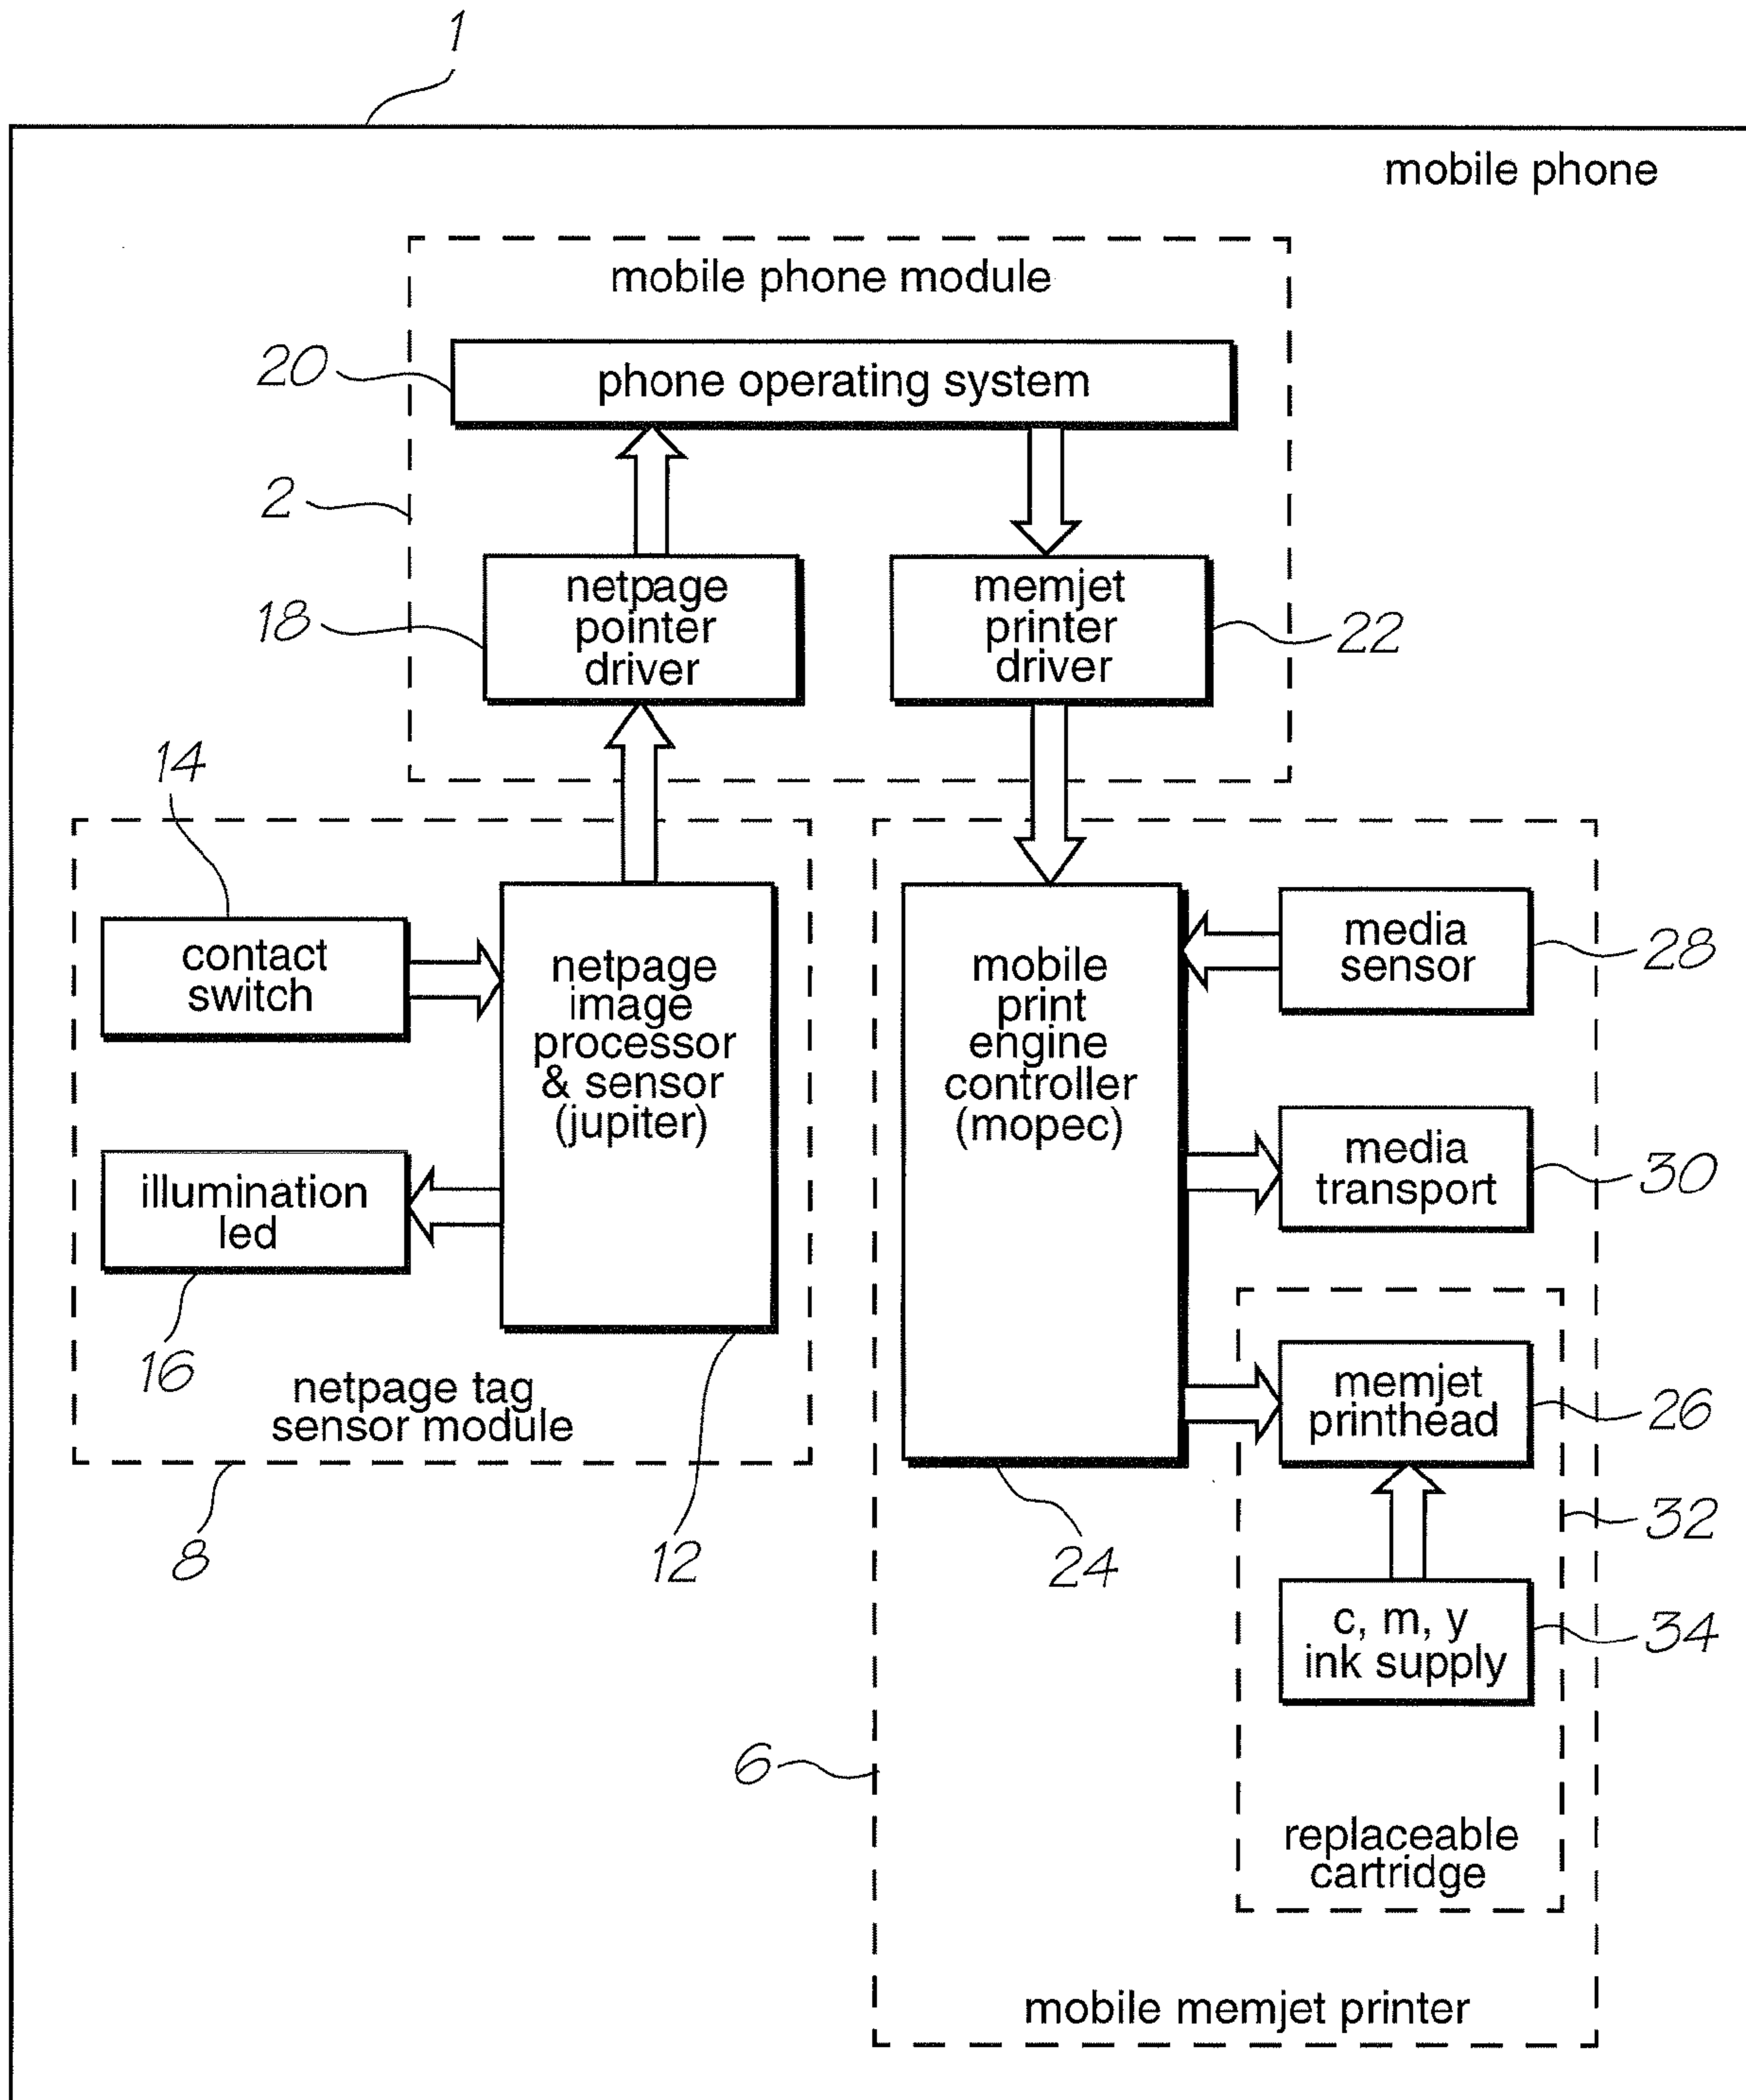 1
mobile phone
mobile phone module
20
phone operating system
2
18
netpage
pointer
driver
memjet
printer
driver
22
14
contact
switch
netpage
image
processor
& sensor
(jupiter)
illumination
led
16
netpage tag
sensor module
8
12
mobile
print
engine
controller
(mopec)
media
sensor
28
media
transport
30
memjet
printhead
26
32
24
c, m, y
ink supply
34
6
replaceable
cartridge
mobile memjet printer